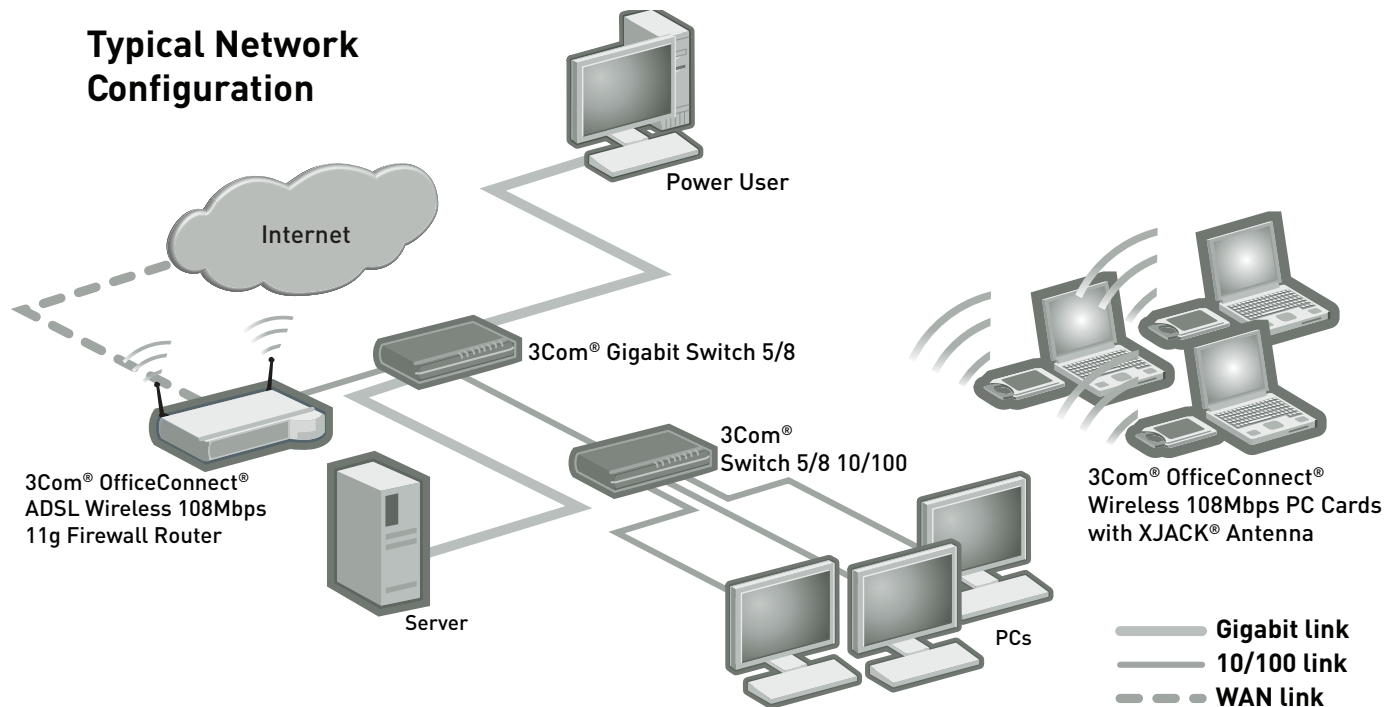 Typical Network
Configuration
Power User
Internet
3Com® Gigabit Switch 5/8
3Com®
Switch 5/8 10/100
3Com® OfficeConnect®
ADSL Wireless 108Mbps
11g Firewall Router
3Com® OfficeConnect®
Wireless 108Mbps PC Cards
with XJACK® Antenna
Server
PCs
Gigabit link
10/100 link
WAN link